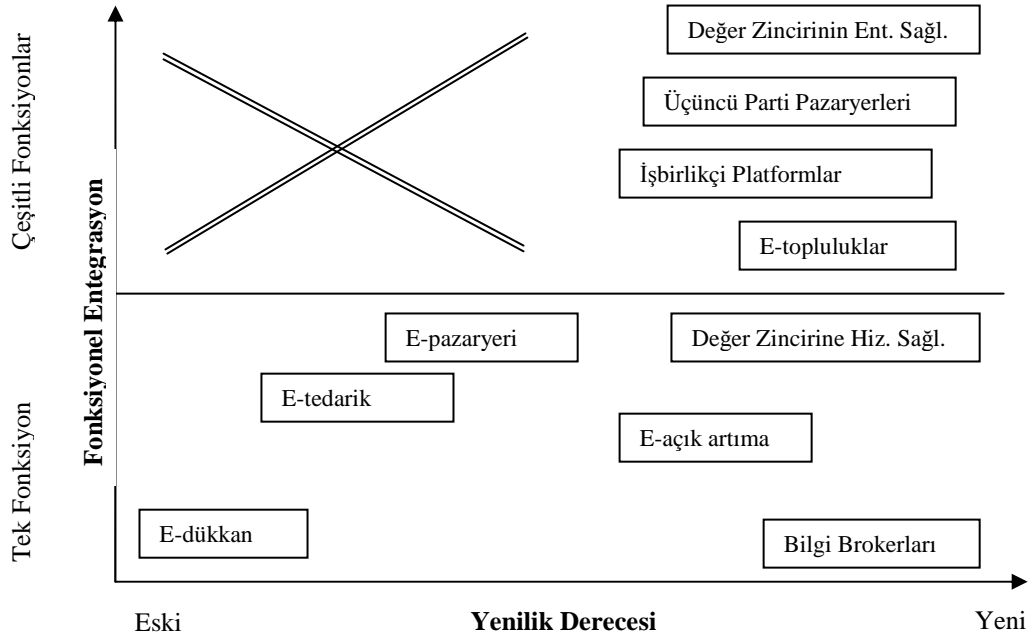 Çeşitli Fonksiyonlar
Tek Fonksiyon
Fonksiyonel Entegrasyon
Değer Zincirinin Ent. Sağl.
Üçüncü Parti Pazaryerleri
İşbirlikçi Platformlar
E-topluluklar
E-pazaryeri
Değer Zincirine Hiz. Sağl.
E-tedarik
E-açık artıma
E-dükkan
Bilgi Brokerları
Eski
Yenilik Derecesi
Yeni